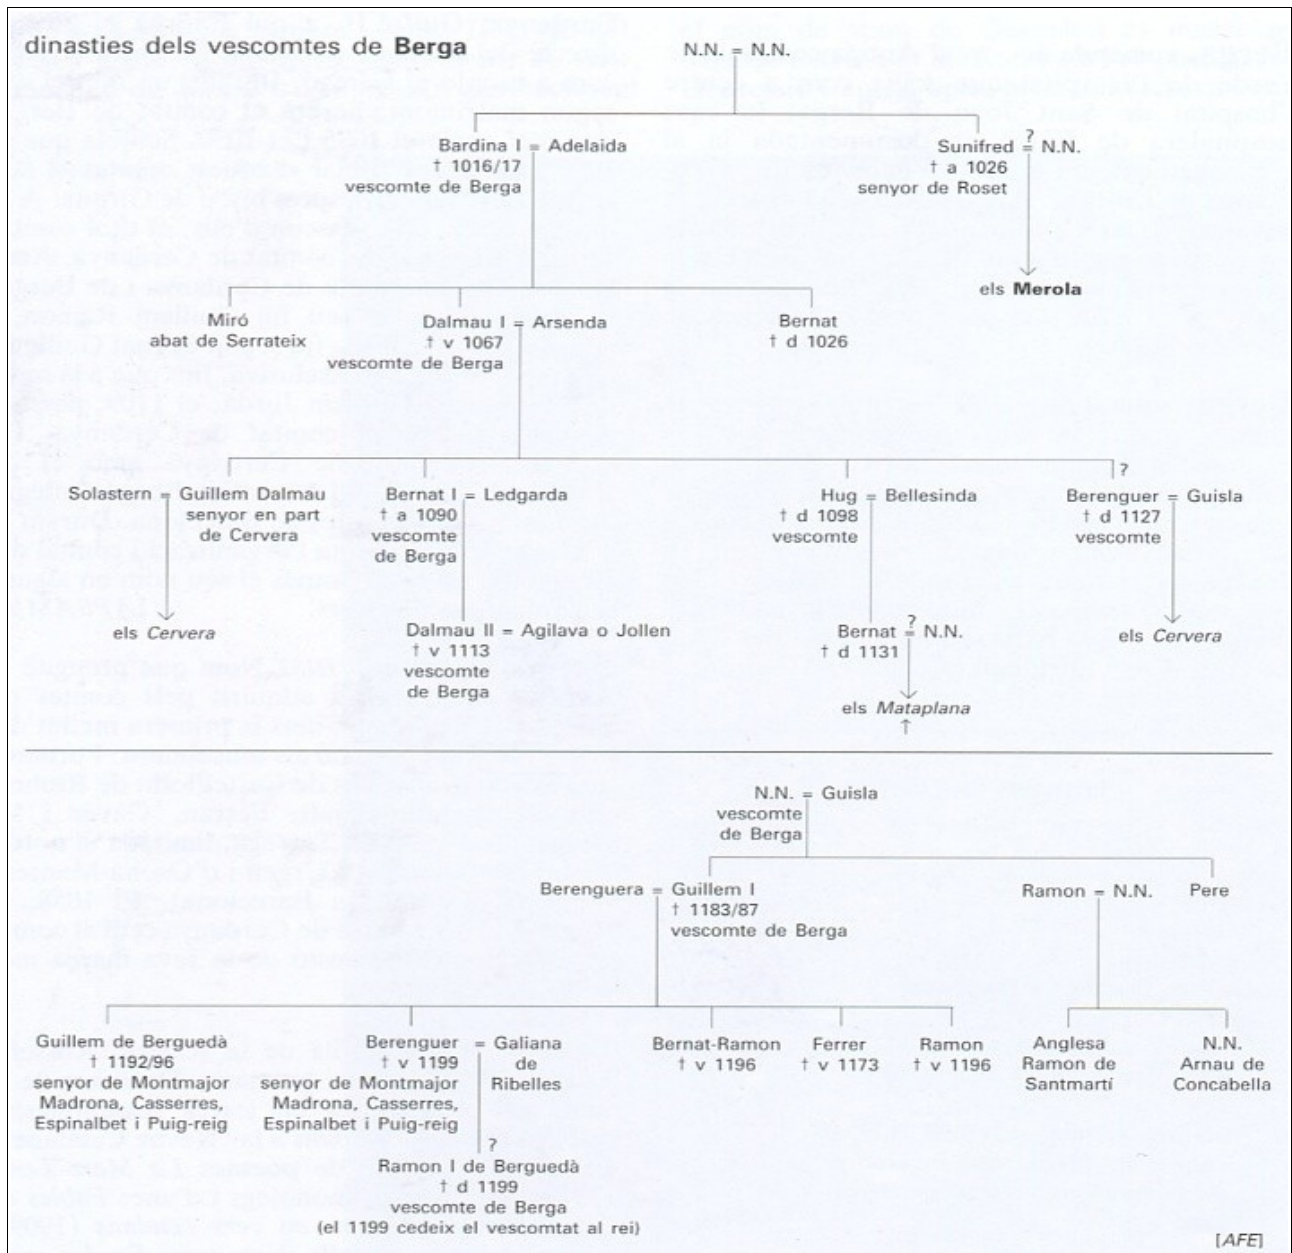 dinasties dels vescomtes de Berga
N.N. = N.N.
Bardina I = Adelaida
† 1016/17
vescomte de Berga
?
Sunifred = N.N.
† a 1026
senyor de Roset
els Merola
Miró
abat de Serrateix
Dalmau I = Arsenda
† v 1067
vescomte de Berga
Bernat
† d 1026
?
Solastern = Guillem Dalmau
senyor en part
de Cervera
els Cervera
Bernat I = Ledgarda
† a 1090
vescomte
de Berga
Dalmau II = Agilava o Jollen
† v 1113
vescomte
de Berga
Hug = Bellesinda
† d 1098
vescomte
?
Bernat = N.N.
† d 1131
els Mataplana
Berenguer = Guisla
† d 1127
vescomte
els Cervera
N.N. = Guisla
vescomte
de Berga
Berenguera = Guillem I
† 1183/87
vescomte de Berga
Ramon = N.N.
Pere
Guillem de Berguedà
† 1192/96
senyor de Montmajor
Madrona, Casserres,
Espinalbet i Puig-reig
Berenguer = Galiana
† v 1199 de
senyor de Montmajor Ribelles
Madrona, Casserres,
Espinalbet i Puig-reig
?
Ramon I de Berguedà
† d 1199
vescomte de Berga
(el 1199 cedeix el vescomtat al rei)
Bernat-Ramon
† v 1196
Ferrer
† v 1173
Ramon
† v 1196
Anglesa
Ramon de
Santmartí
N.N.
Arnau de
Concabella
[AFE]